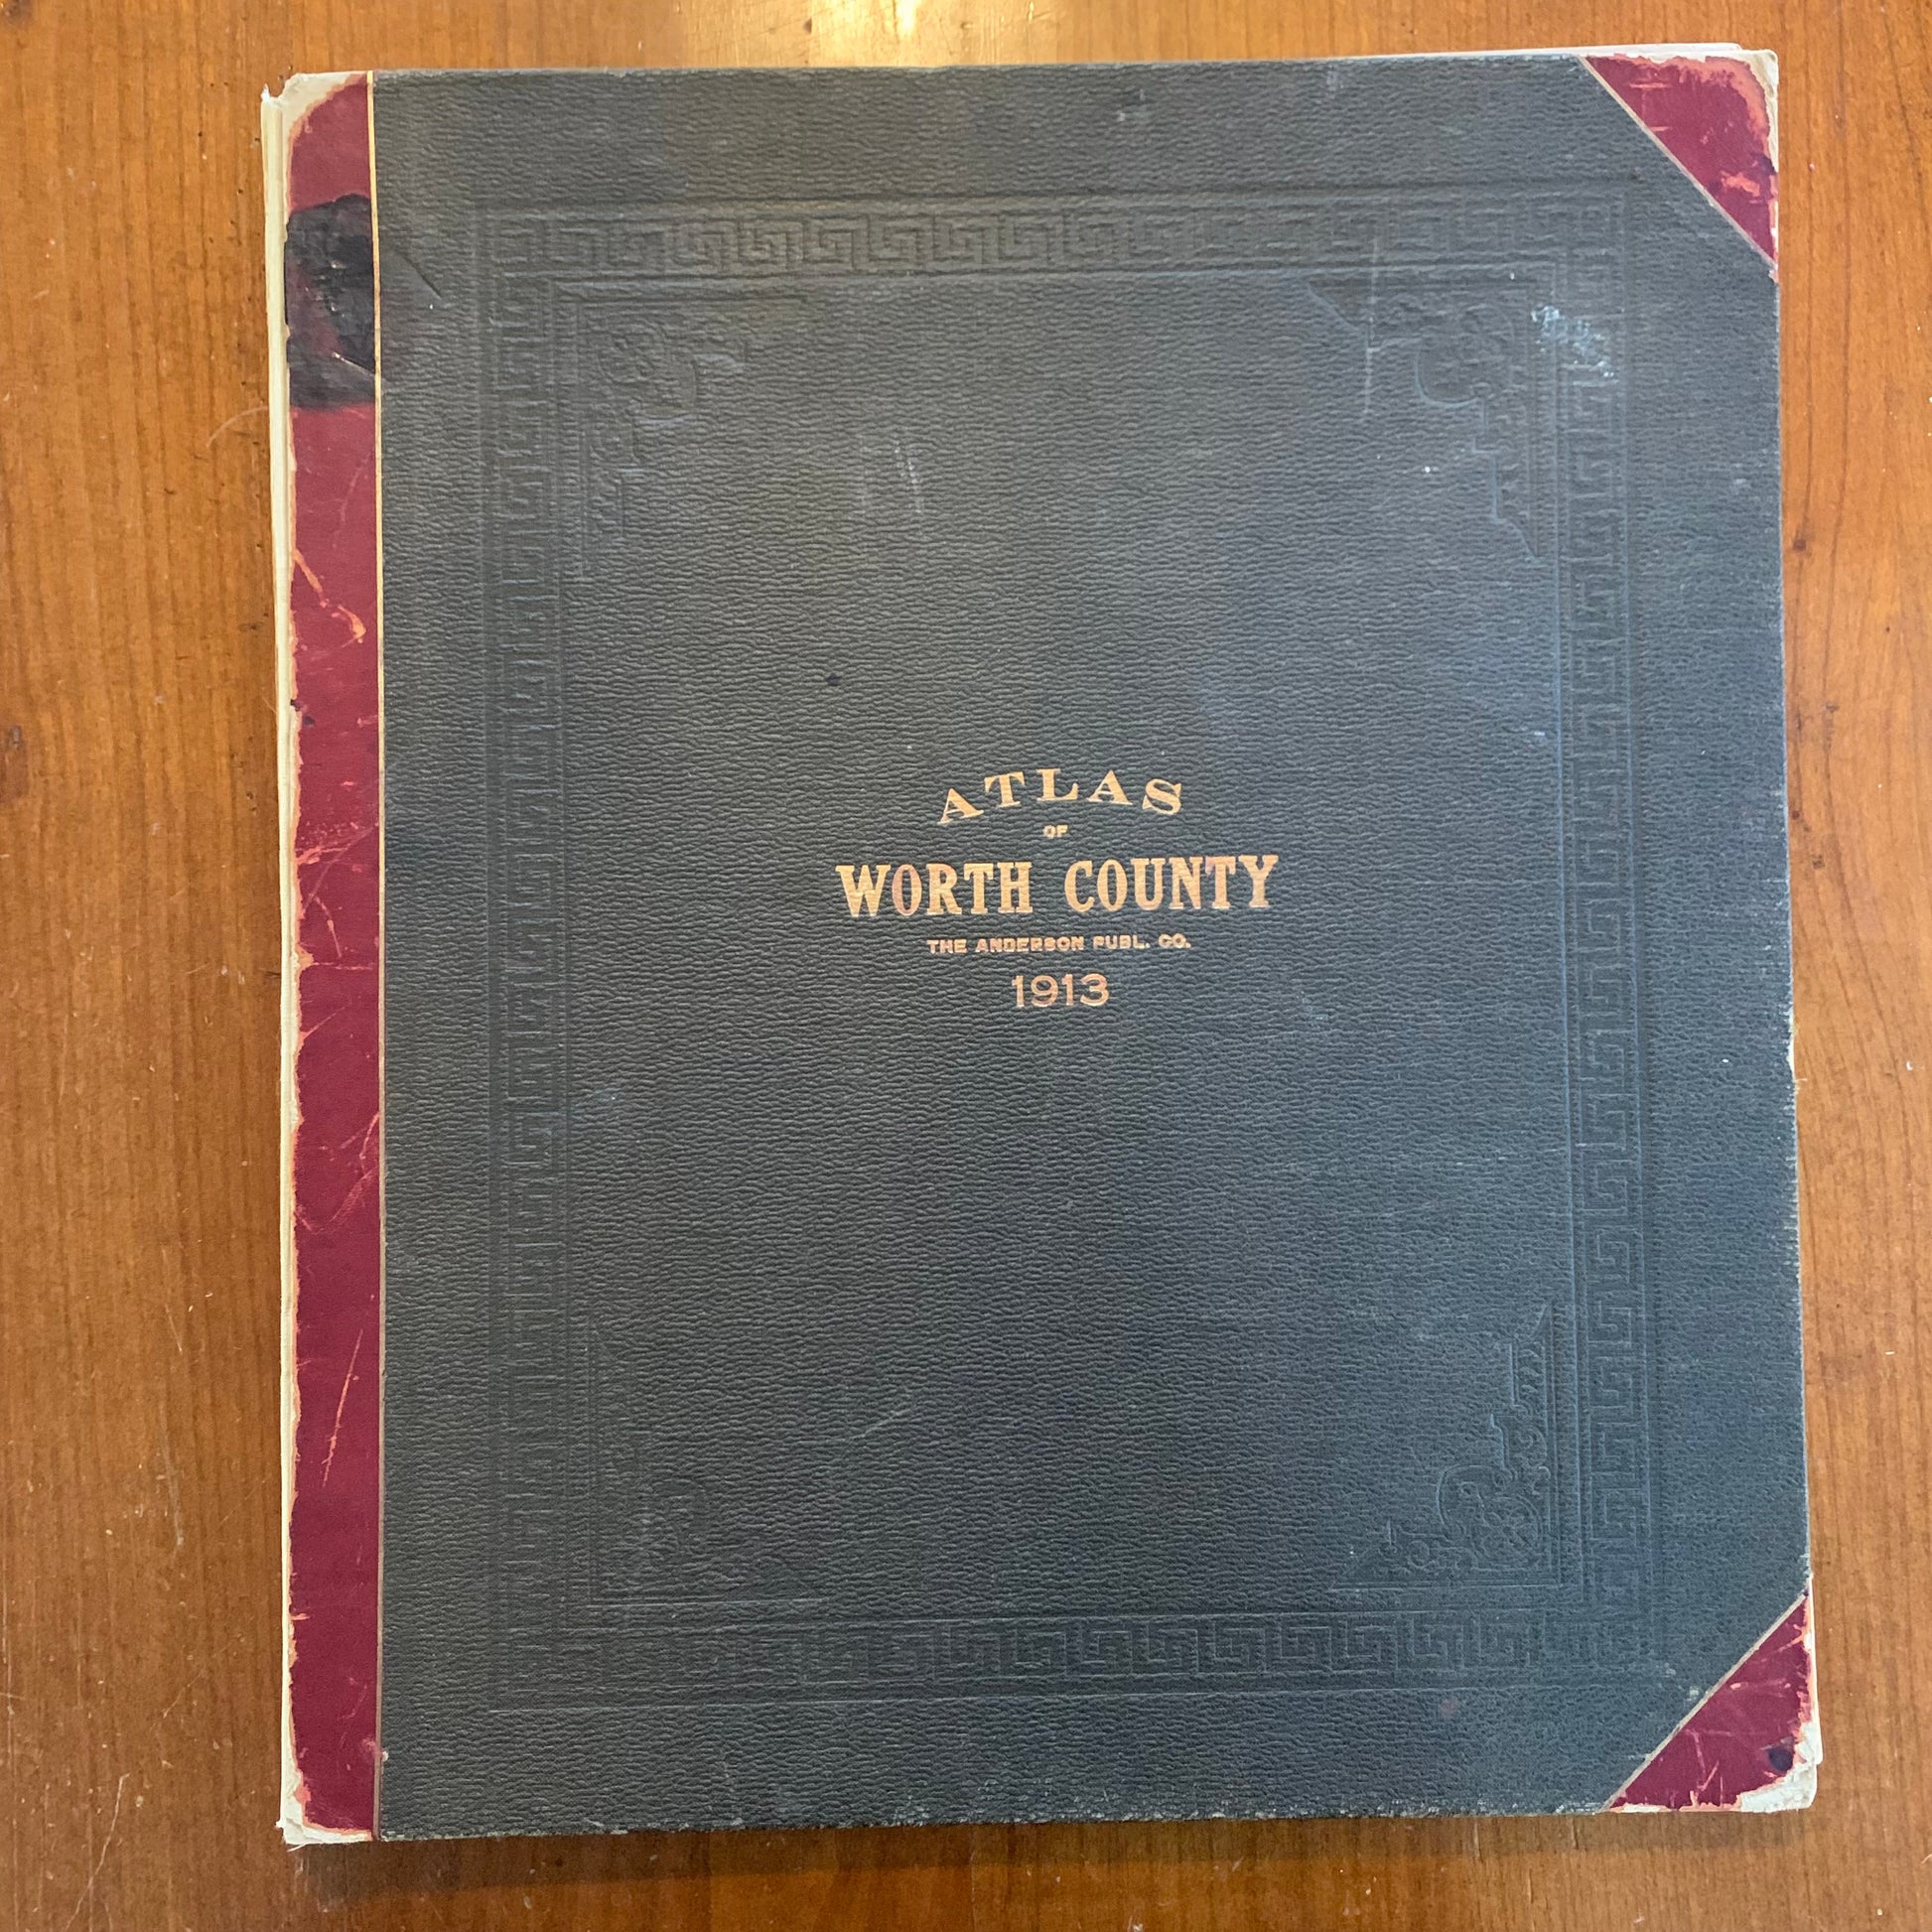 ATLAS
OF
WORTH COUNTY
THE ANDERSON PUBL. CO.
1913